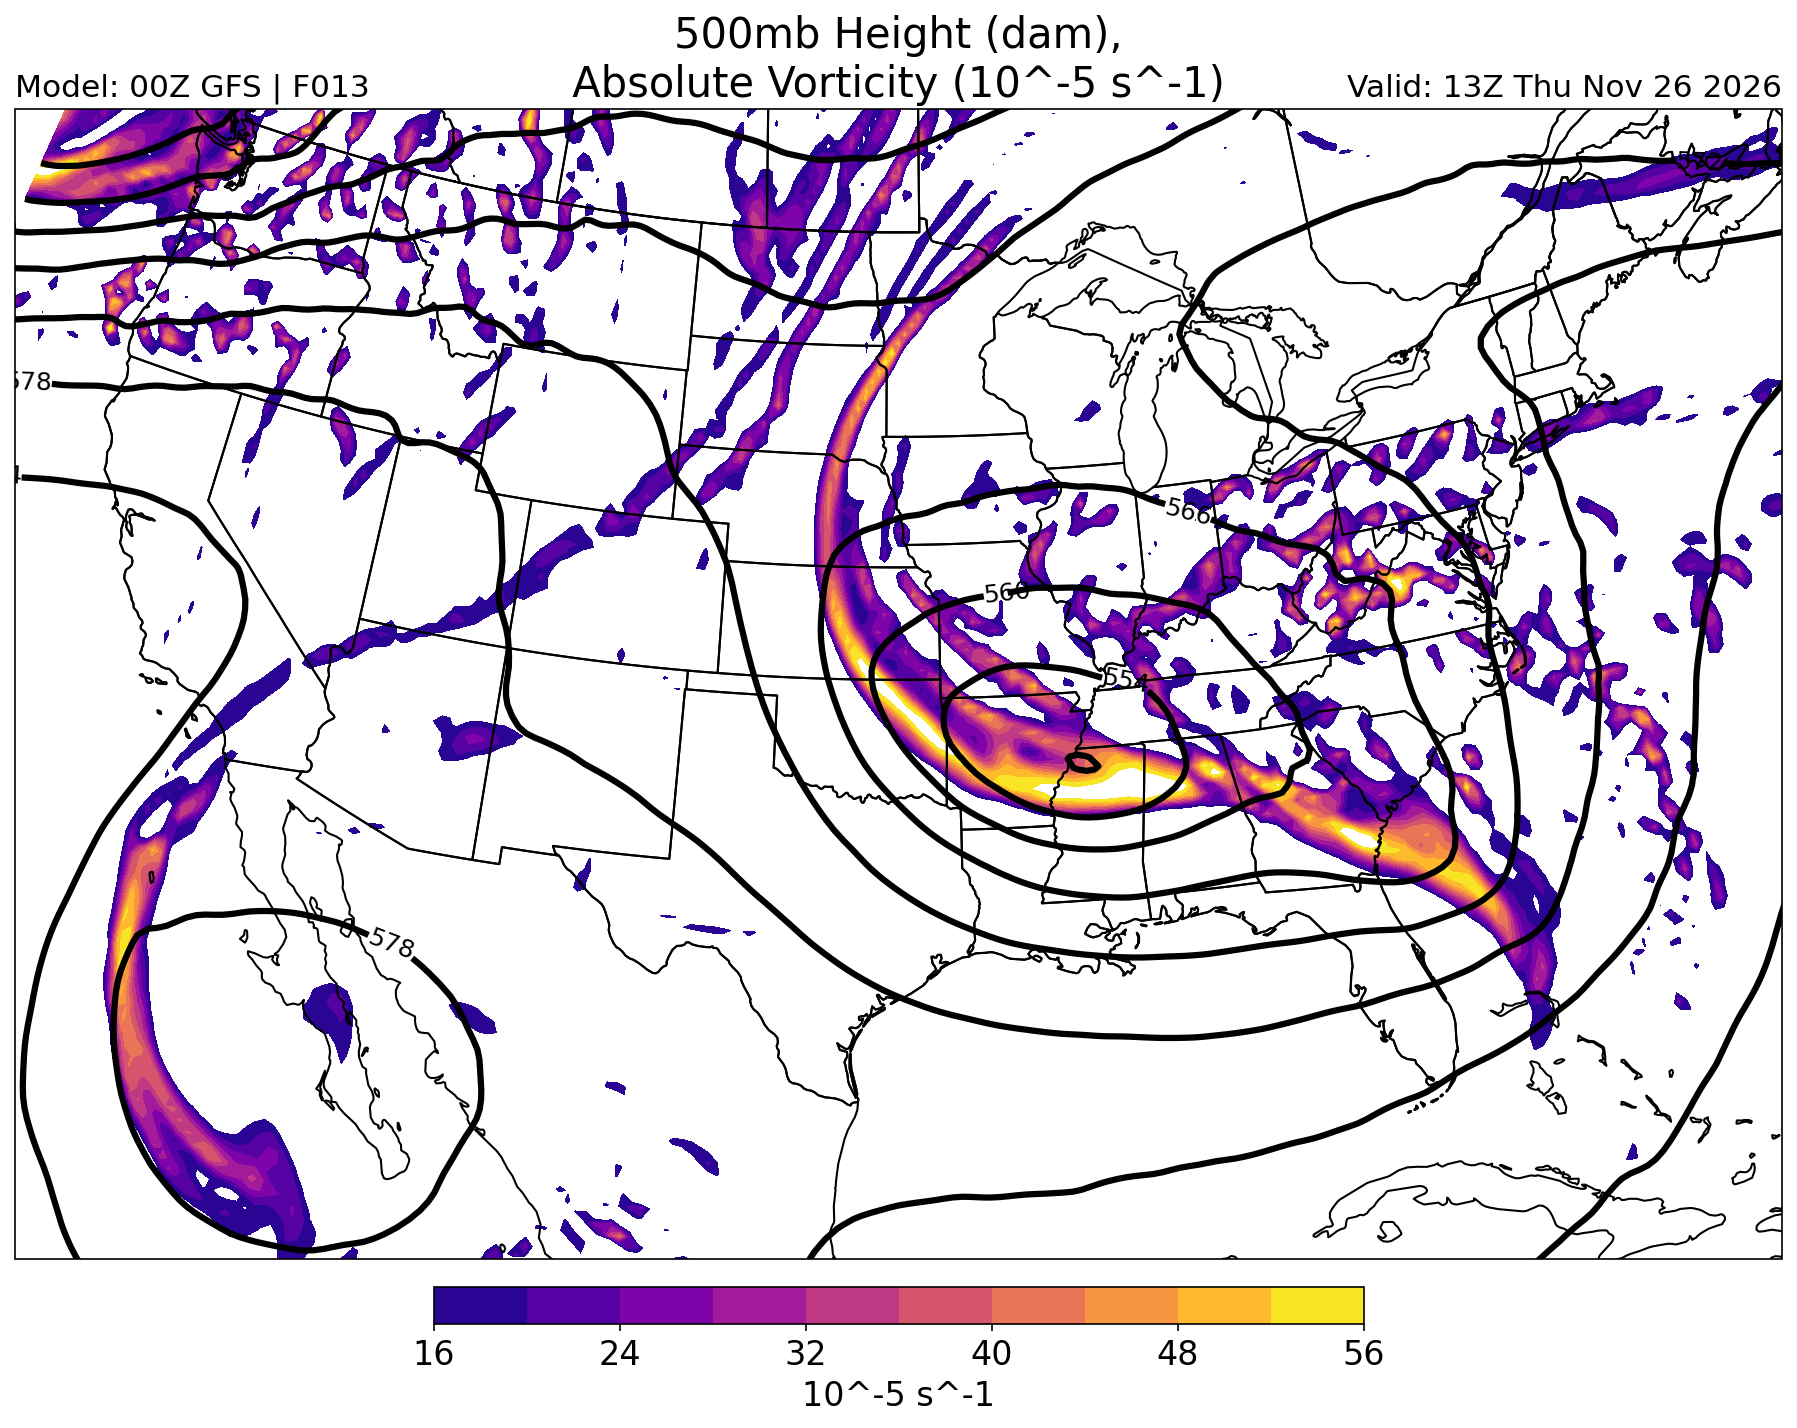 500mb Height (dam),
Model: 00Z GFS | F013
Absolute Vorticity (10^-5 s^-1)
Valid: 13Z Thu Nov 26 2026
578
566
560
554
578
16
24
32
40
48
56
10^-5 s^-1